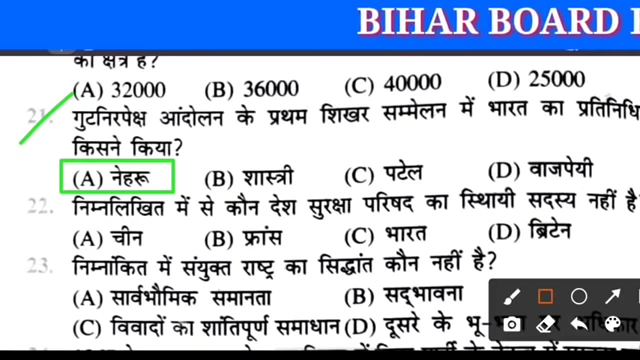 BIHAR BOARD
का क्षेत्र है?
(A) 32000 (B) 36000 (C) 40000 (D) 25000
21. गुटनिरपेक्ष आंदोलन के प्रथम शिखर सम्मेलन में भारत का प्रतिनिधि
किसने किया?
(A) नेहरू (B) शास्त्री (C) पटेल (D) वाजपेयी
22. निम्नलिखित में से कौन देश सुरक्षा परिषद का स्थायी सदस्य नहीं है
(A) चीन (B) फ्रांस (C) भारत (D) ब्रिटेन
23. निम्नांकित में संयुक्त राष्ट्र का सिद्धांत कौन नहीं है?
(A) सार्वभौमिक समानता (B) सद्भावना
(C) विवादों का शांतिपूर्ण समाधान (D) दूसरे के